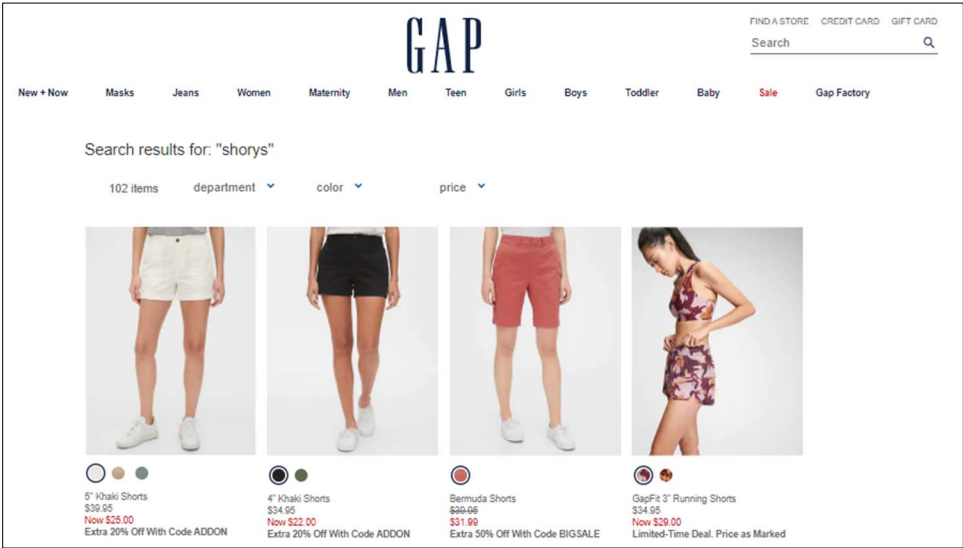 GAP
FIND A STORE CREDIT CARD GIFT CARD
Search
New + Now Masks Jeans Women Maternity Men Teen Girls Boys Toddler Baby Sale Gap Factory
Search results for: "shorys"
102 items department color price
5" Khaki Shorts
$39.95
Now $25.00
Extra 20% Off With Code ADDON
4" Khaki Shorts
$34.95
Now $22.00
Extra 20% Off With Code ADDON
Bermuda Shorts
$39.95
$31.99
Extra 50% Off With Code BIGSALE
GapFit 3" Running Shorts
$34.95
Now $29.00
Limited-Time Deal. Price as Marked